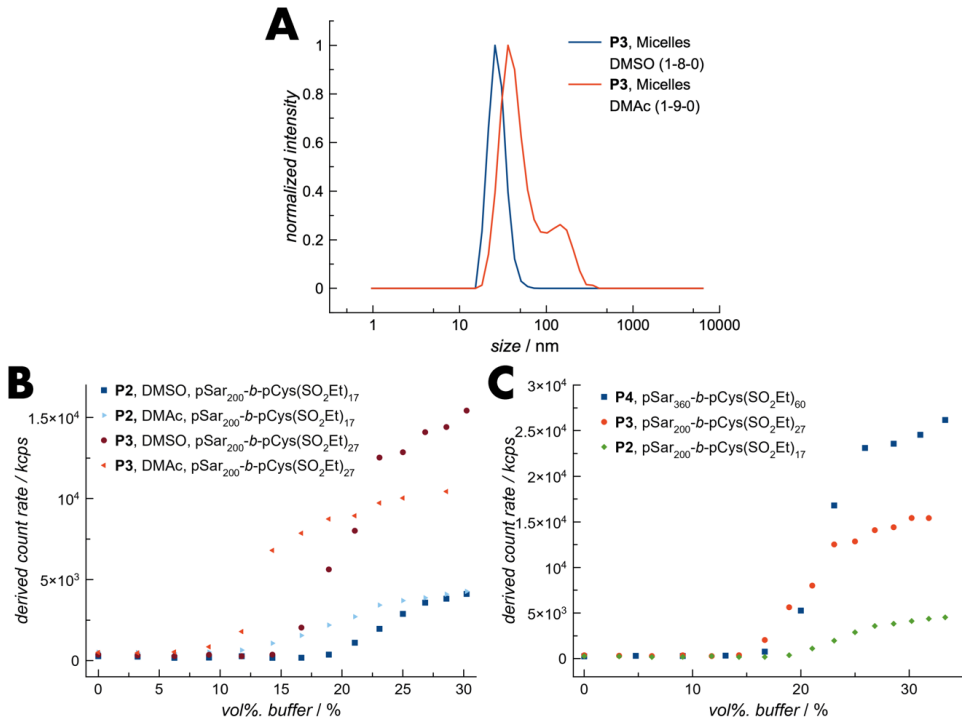 A
P3, Micelles
DMSO (1-8-0)
P3, Micelles
DMAc (1-9-0)
normalized intensity
1
0.8
0.6
0.4
0.2
0
1
10
100
1000
10000
size / nm
B
P2, DMSO, pSar200-b-pCys(SO2Et)17
P2, DMAc, pSar200-b-pCys(SO2Et)17
P3, DMSO, pSar200-b-pCys(SO2Et)27
P3, DMAc, pSar200-b-pCys(SO2Et)27
derived count rate / kcps
1.5×10⁴
10⁴
5×10³
0
0
5
10
15
20
25
30
vol%. buffer / %
C
P4, pSar360-b-pCys(SO2Et)60
P3, pSar200-b-pCys(SO2Et)27
P2, pSar200-b-pCys(SO2Et)17
derived count rate / kcps
3×10⁴
2.5×10⁴
2×10⁴
1.5×10⁴
10⁴
5×10³
0
0
10
20
30
vol%. buffer / %